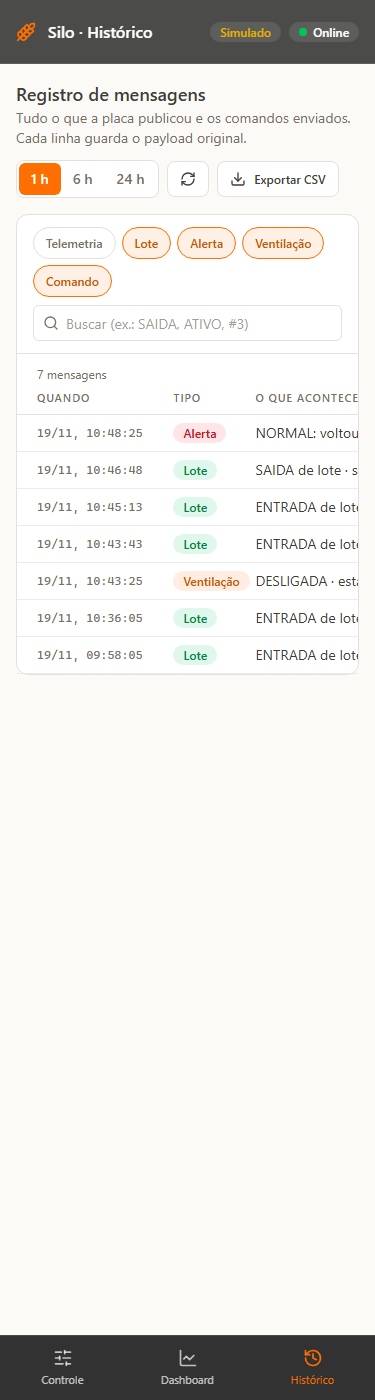 Silo · Histórico
Simulado
Online
Registro de mensagens
Tudo o que a placa publicou e os comandos enviados.
Cada linha guarda o payload original.
1 h
6 h
24 h
Exportar CSV
Telemetria
Lote
Alerta
Ventilação
Comando
Buscar (ex.: SAIDA, ATIVO, #3)
7 mensagens
QUANDO TIPO O QUE ACONTECE
19/11, 10:48:25 Alerta NORMAL: voltou
19/11, 10:46:48 Lote SAIDA de lote · s
19/11, 10:45:13 Lote ENTRADA de lote
19/11, 10:43:43 Lote ENTRADA de lote
19/11, 10:43:25 Ventilação DESLIGADA · esta
19/11, 10:36:05 Lote ENTRADA de lote
19/11, 09:58:05 Lote ENTRADA de lote
Controle
Dashboard
Histórico